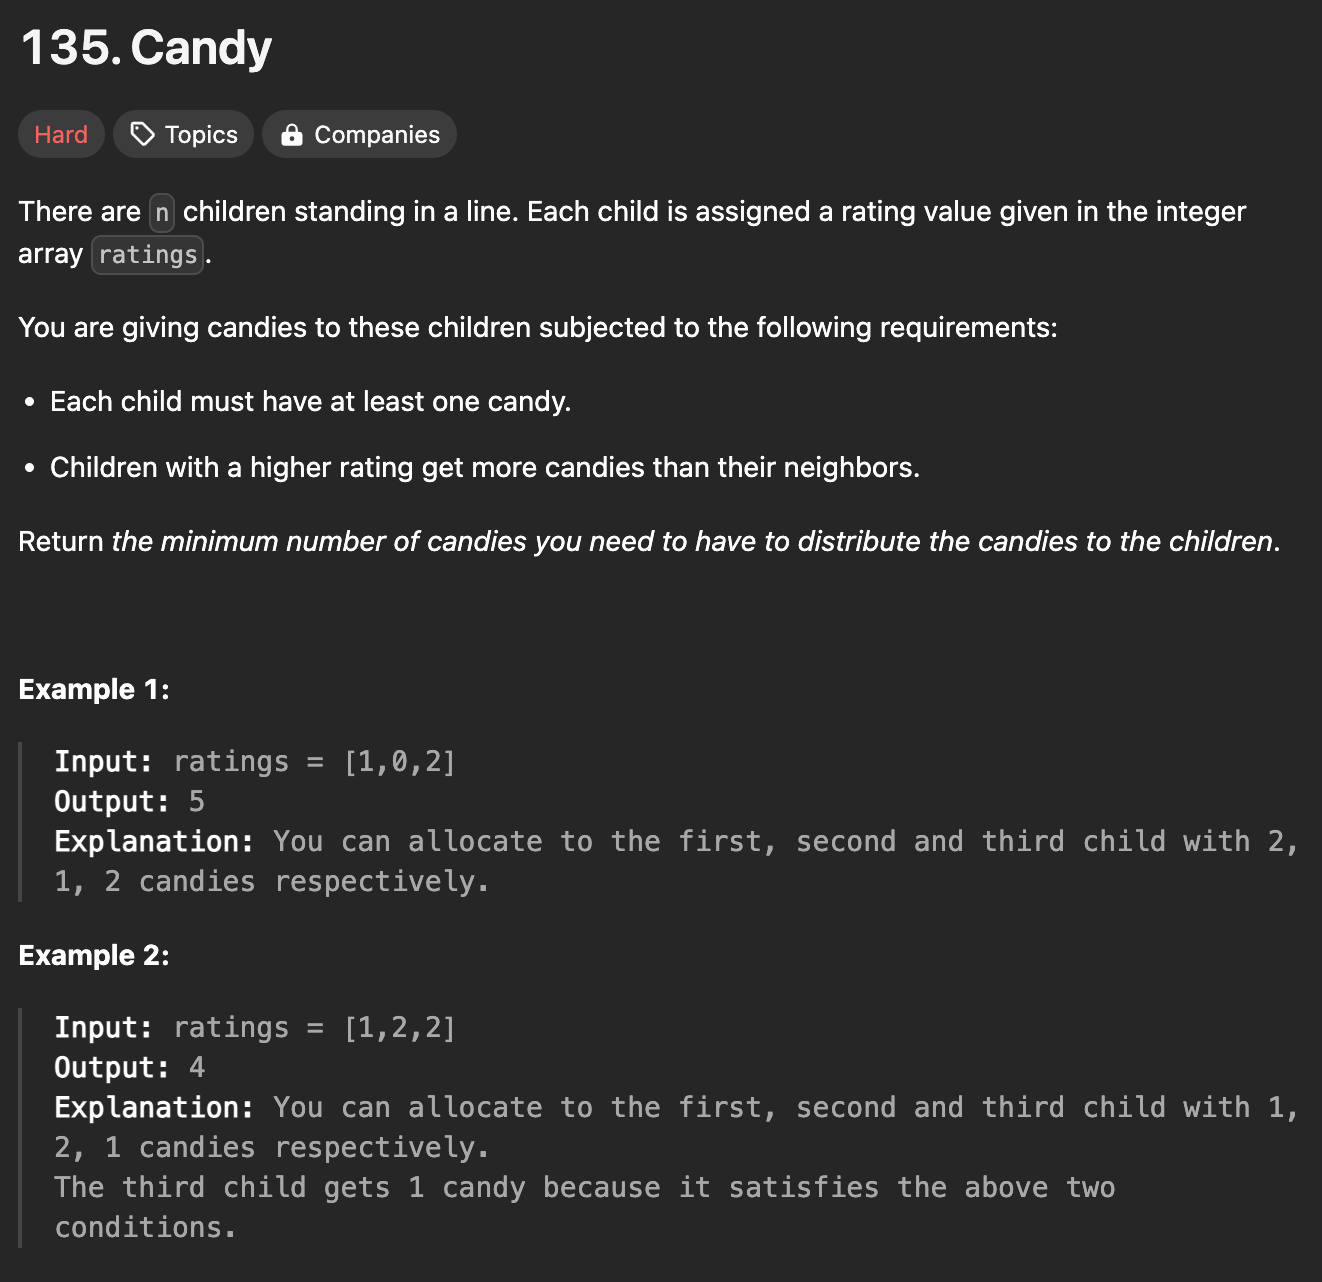 135. Candy
Hard
Topics
Companies
There are n children standing in a line. Each child is assigned a rating value given in the integer
array ratings.
You are giving candies to these children subjected to the following requirements:
• Each child must have at least one candy.
• Children with a higher rating get more candies than their neighbors.
Return the minimum number of candies you need to have to distribute the candies to the children.
Example 1:
Input: ratings = [1,0,2]
Output: 5
Explanation: You can allocate to the first, second and third child with 2,
1, 2 candies respectively.
Example 2:
Input: ratings = [1,2,2]
Output: 4
Explanation: You can allocate to the first, second and third child with 1,
2, 1 candies respectively.
The third child gets 1 candy because it satisfies the above two
conditions.